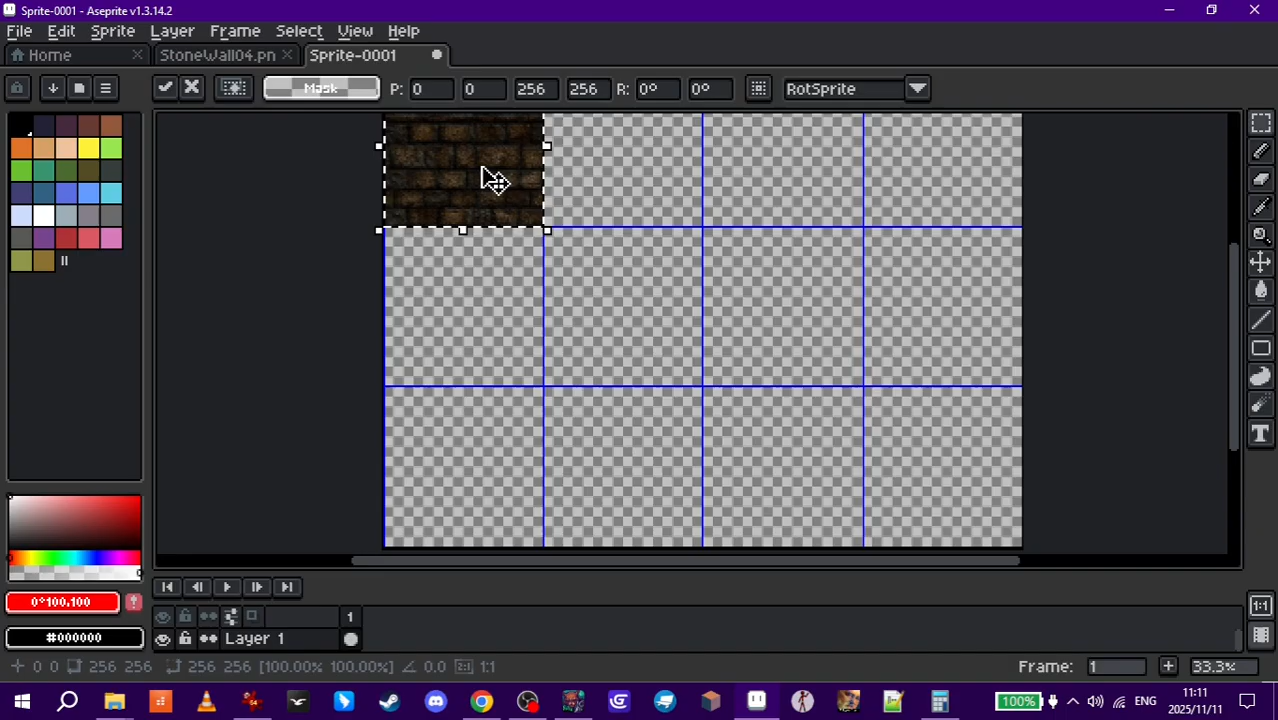 Sprite-0001 - Aseprite v1.3.14.2
File Edit Sprite Layer Frame Select View Help
Home StoneWall04.pn Sprite-0001
Mask P: 0 0 256 256 R: 0° 0° RotSprite
0°100,100
#000000
1
Layer 1
0 0 256 256 256 256 [100.00% 100.00%] 0.0 1:1
Frame: 1 33.3%
1:1
100% ENG 11:11
2025/11/11